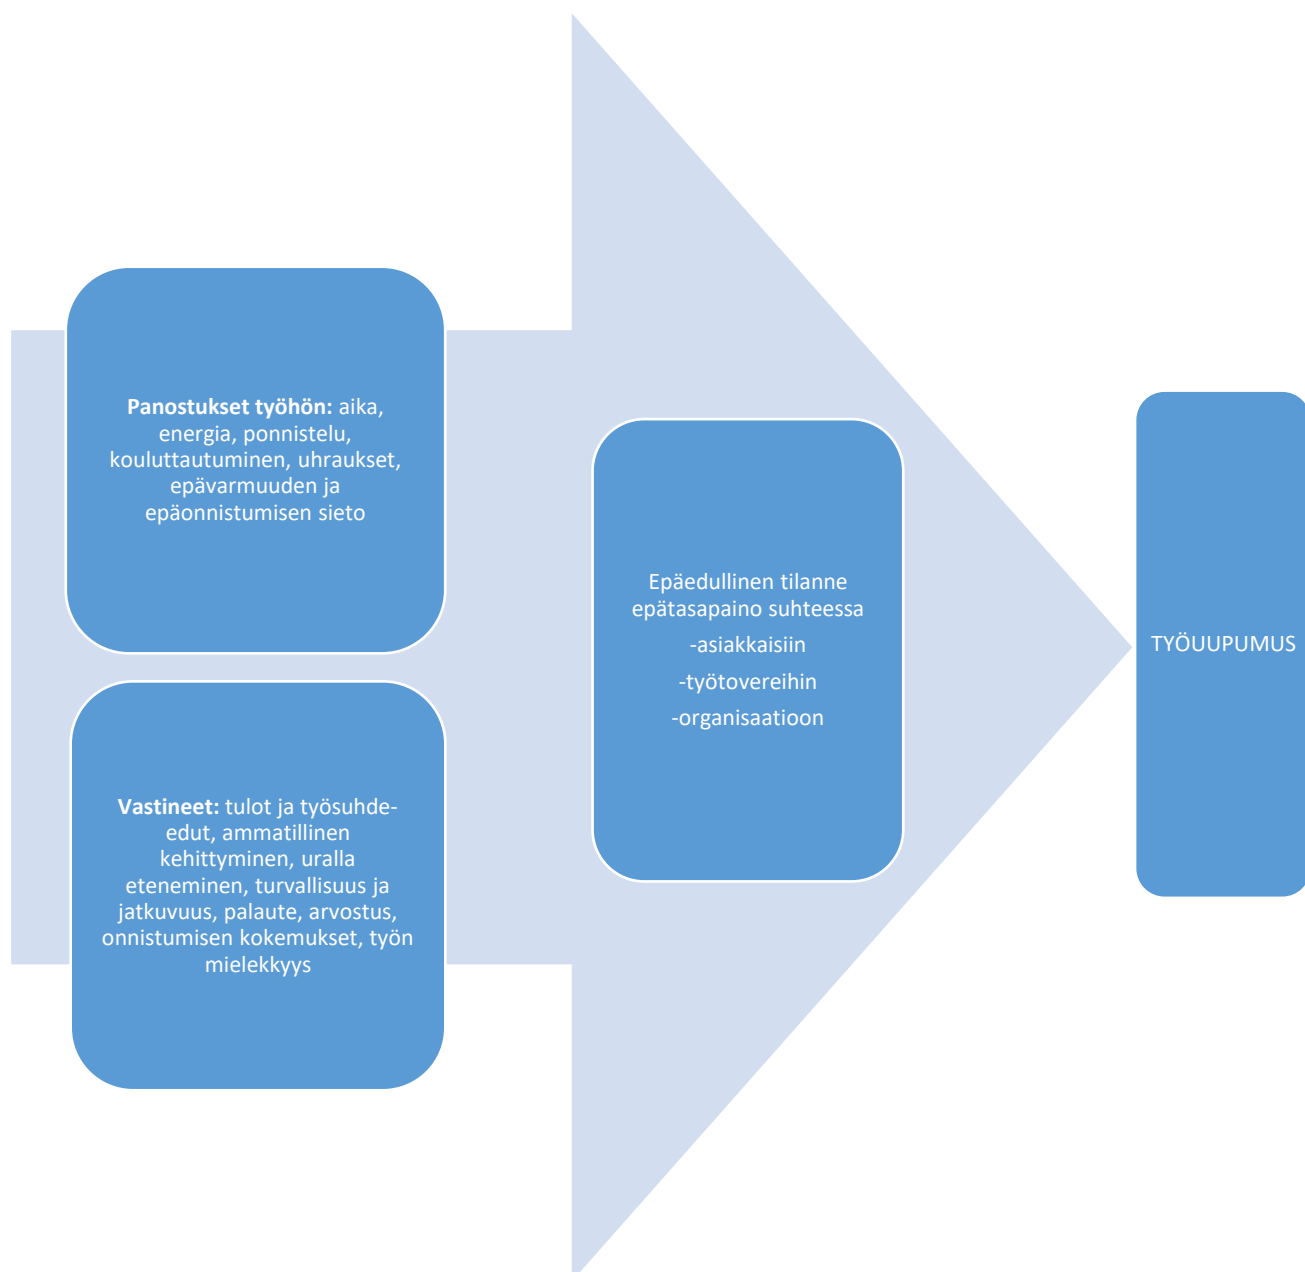 Panostukset työhön: aika,
energia, ponnistelu,
kouluttautuminen, uhraukset,
epävarmuuden ja
epäonnistumisen sieto
Vastineet: tulot ja työsuhde-
edut, ammatillinen
kehittyminen, uralla
eteneminen, turvallisuus ja
jatkuvuus, palaute, arvostus,
onnistumisen kokemukset, työn
mielekkyys
Epäedullinen tilanne
epätasapaino suhteessa
-asiakkaisiin
-työtovereihin
-organisaatioon
TYÖUUPUMUS